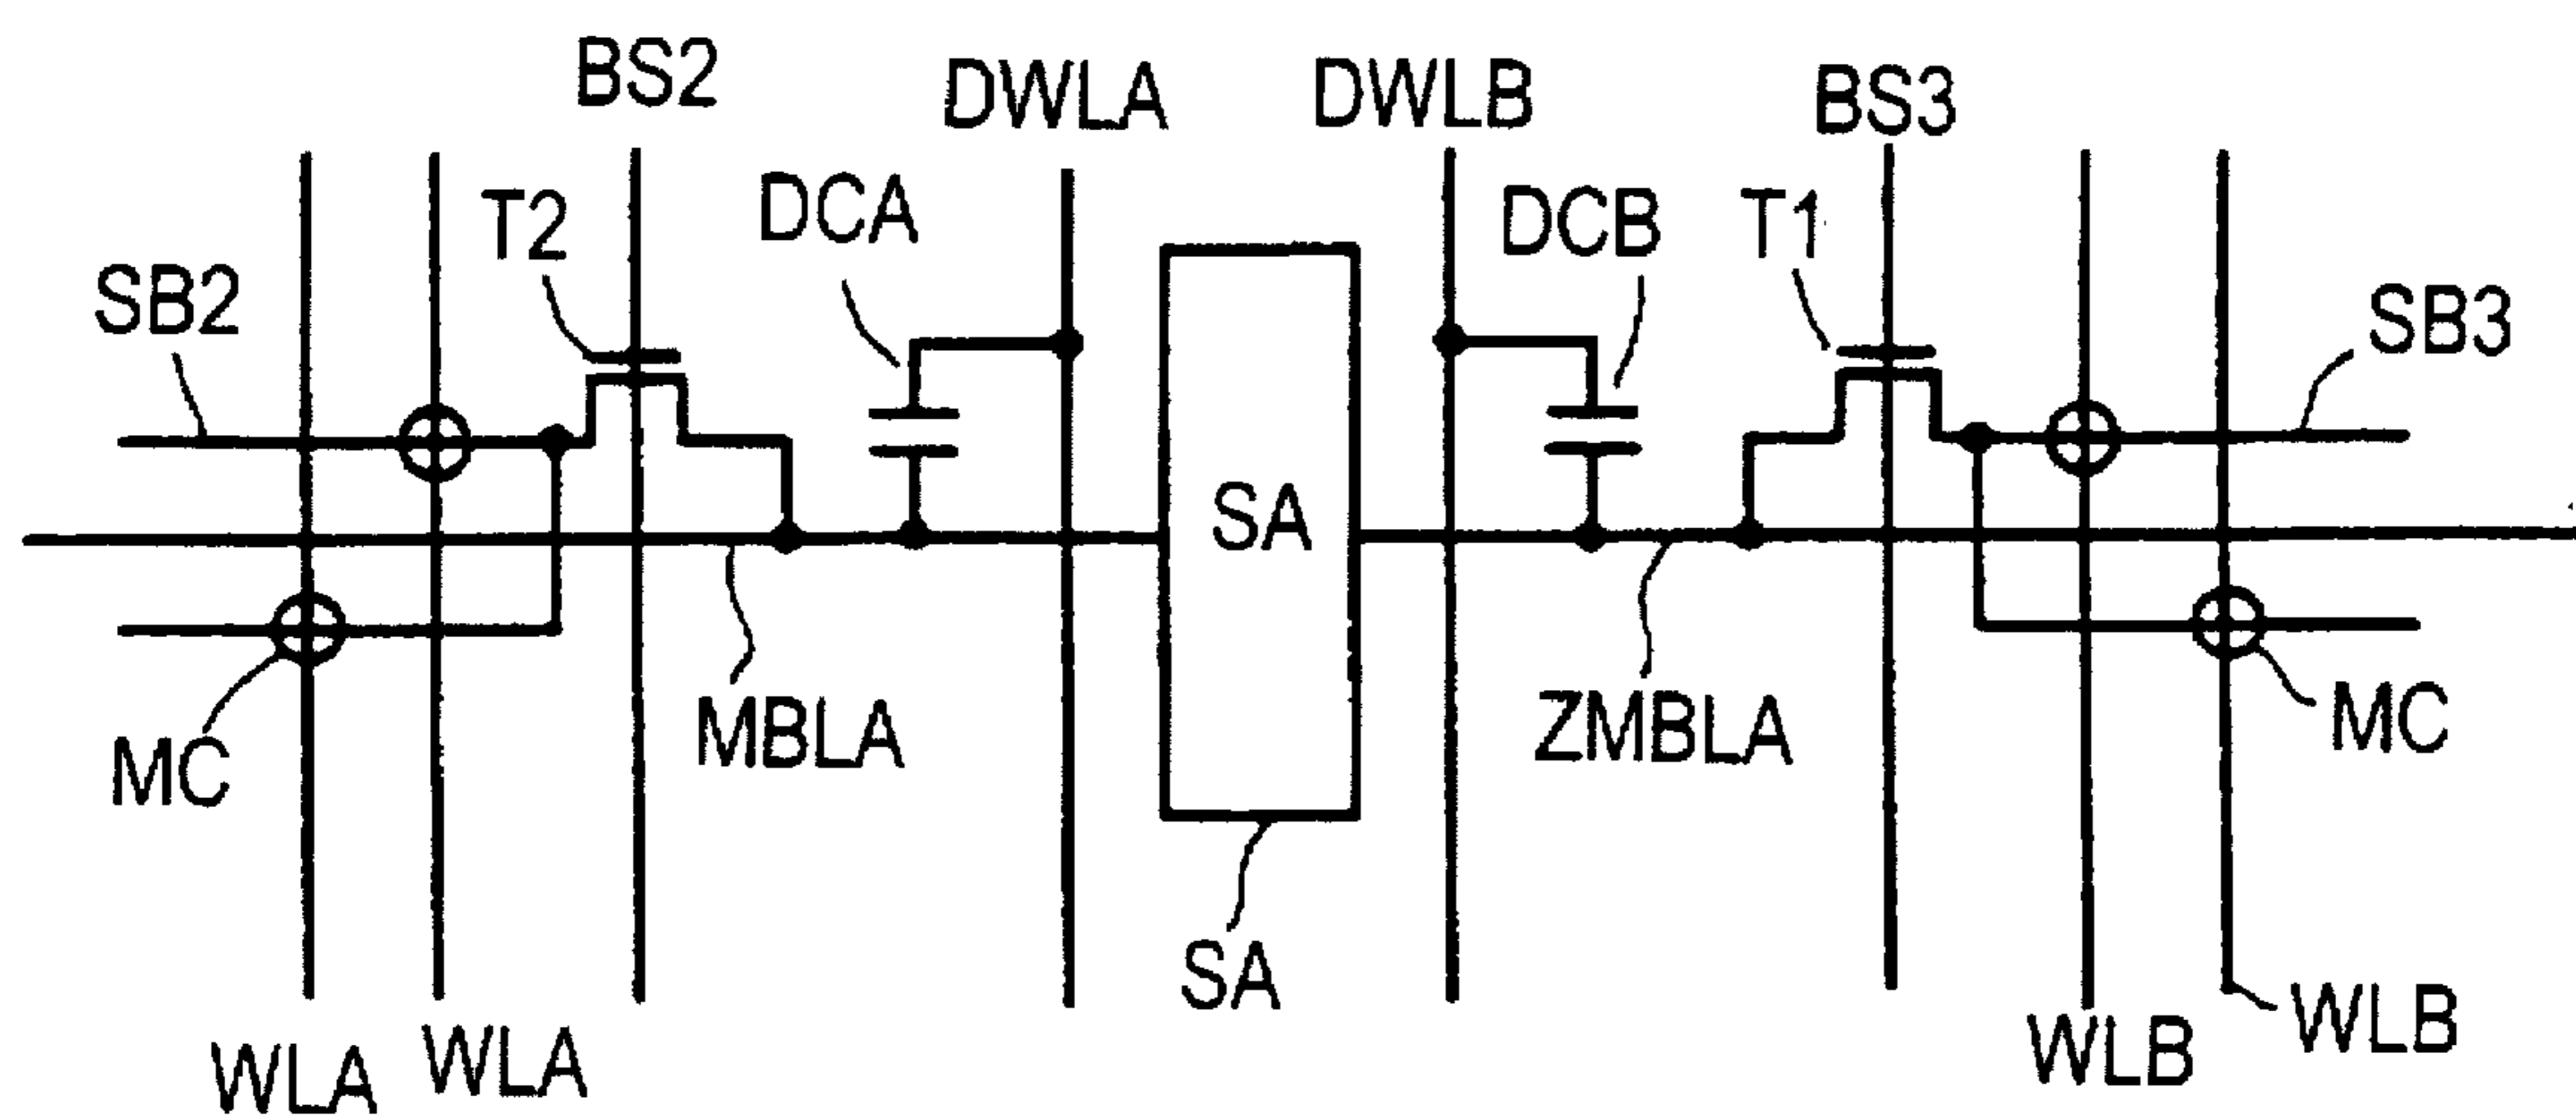 BS2
DWLA
DWLB
BS3
T2
DCA
DCB
T1
SB2
SB3
SA
MC
MBLA
ZMBLA
MC
SA
WLA
WLA
WLB
WLB